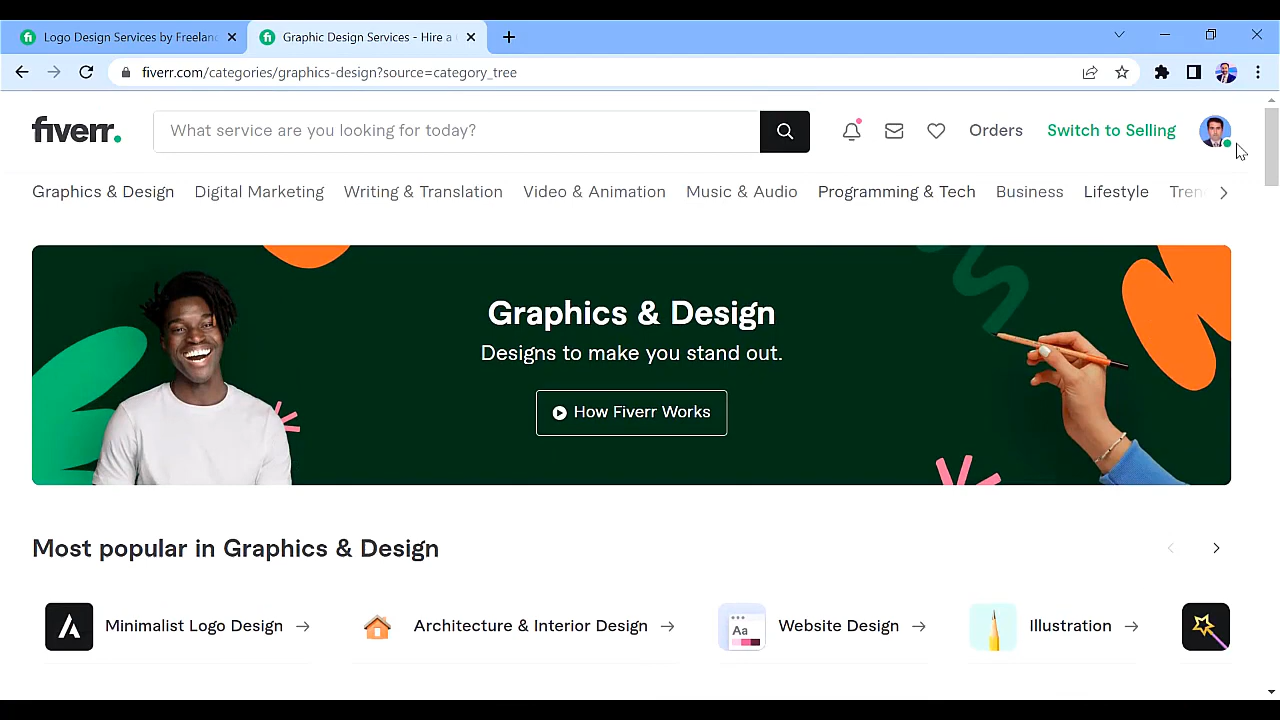 Logo Design Services by Freelanc
Graphic Design Services - Hire a
fiverr.com/categories/graphics-design?source=category_tree
fiverr.
What service are you looking for today?
Orders
Switch to Selling
Graphics & Design
Digital Marketing
Writing & Translation
Video & Animation
Music & Audio
Programming & Tech
Business
Lifestyle
Tren
Graphics & Design
Designs to make you stand out.
How Fiverr Works
Most popular in Graphics & Design
Minimalist Logo Design
Architecture & Interior Design
Aa
Website Design
Illustration